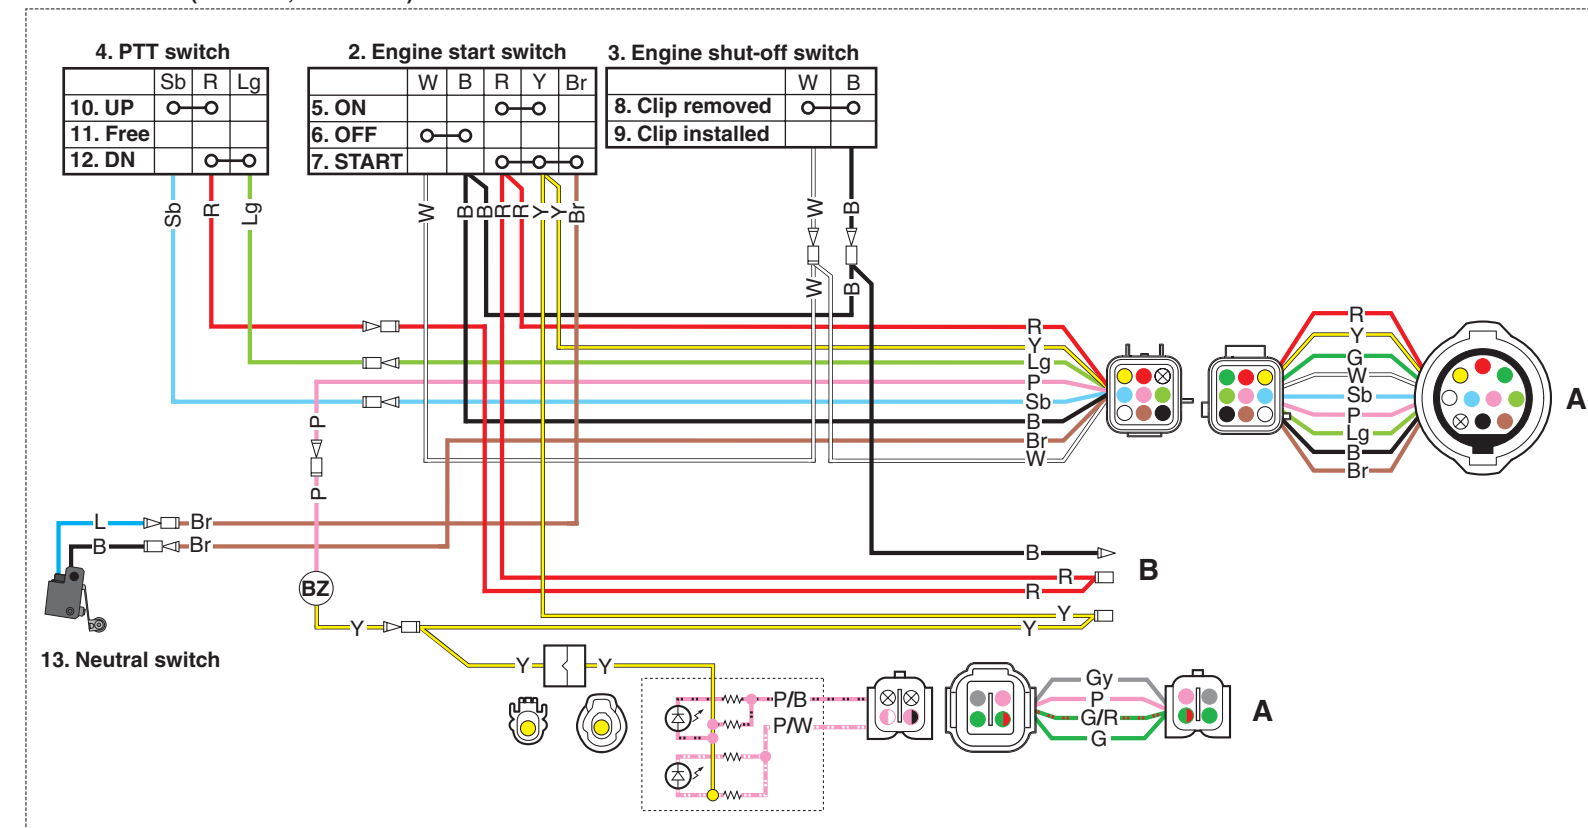 4. PTT switch
Sb R Lg
10. UP
11. Free
12. DN
2. Engine start switch
W B R Y Br
5. ON
6. OFF
7. START
3. Engine shut-off switch
W B
8. Clip removed
9. Clip installed
Sb R Lg
W B B R R Y Y Br
W B
W B
R
Y
Lg
P
Sb
B
Br
W
R
Y
G
W
Sb
P
Lg
B
Br
A
P
P
L Br
B Br
BZ
13. Neutral switch
B
R
R
B
Y
Y
Y
Y Y
P/B
P/W
Gy
P
G/R
G
A